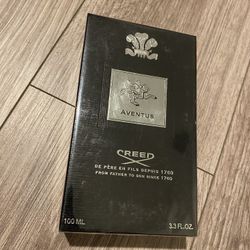 AVENTUS
CREED
DE PÈRE EN FILS DEPUIS 1760
FROM FATHER TO SON SINCE 1760
100 ML
3.3 FL.OZ.